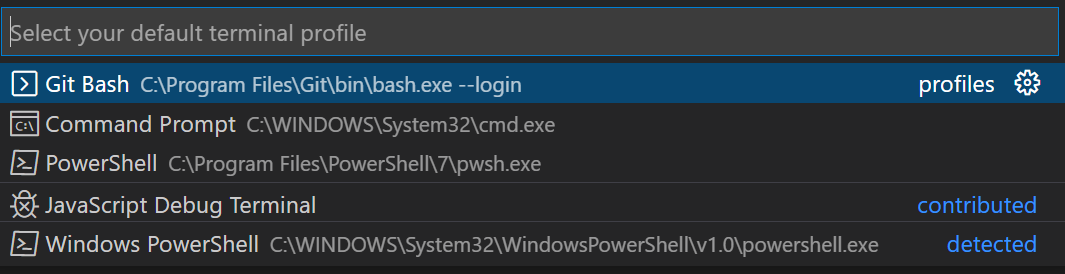 Select your default terminal profile
Git Bash C:\Program Files\Git\bin\bash.exe --login profiles
Command Prompt C:\WINDOWS\System32\cmd.exe
PowerShell C:\Program Files\PowerShell\7\pwsh.exe
JavaScript Debug Terminal contributed
Windows PowerShell C:\WINDOWS\System32\WindowsPowerShell\v1.0\powershell.exe detected